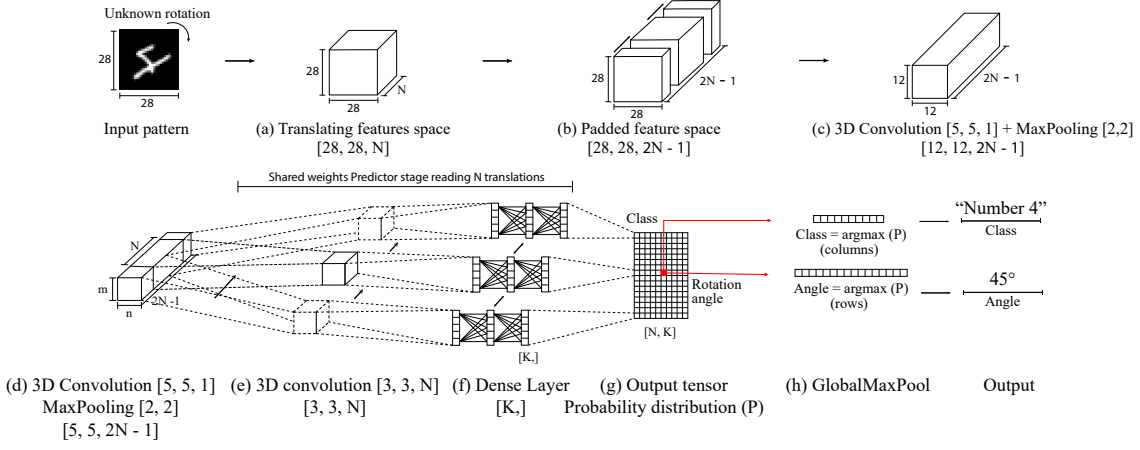 Unknown rotation
28
28
Input pattern
28
28
N
(a) Translating features space
[28, 28, N]
28
28
2N - 1
(b) Padded feature space
[28, 28, 2N - 1]
12
12
2N - 1
(c) 3D Convolution [5, 5, 1] + MaxPooling [2,2]
[12, 12, 2N - 1]
Shared weights Predictor stage reading N translations
N
m
n
2N -1
[K,]
Class
Rotation
angle
[N, K]
Class = argmax (P)
(columns)
Angle = argmax (P)
(rows)
“Number 4”
Class
45°
Angle
(d) 3D Convolution [5, 5, 1]
MaxPooling [2, 2]
[5, 5, 2N - 1]
(e) 3D convolution [3, 3, N]
[3, 3, N]
(f) Dense Layer
[K,]
(g) Output tensor
Probability distribution (P)
(h) GlobalMaxPool
Output